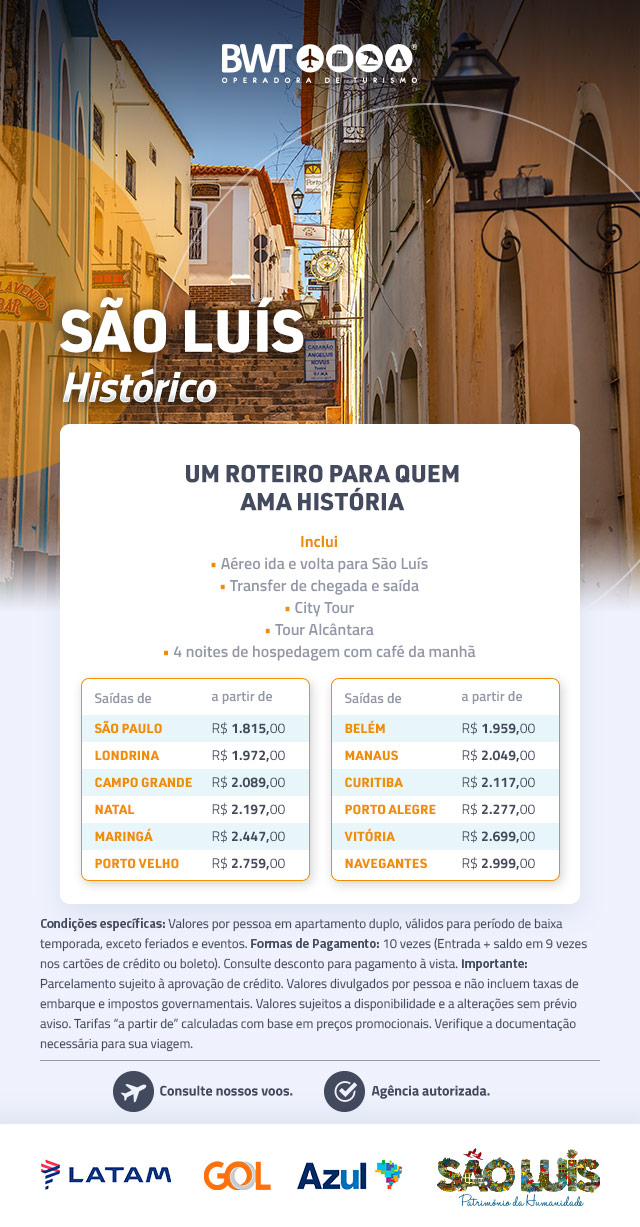 BWT
OPERADORA DE TURISMO
LAVENTO
BAR
SÃO LUÍS
Histórico
CABARÃO
ANGELUS
NOVUS
UM ROTEIRO PARA QUEM
AMA HISTÓRIA
Inclui
▪ Aéreo ida e volta para São Luís
▪ Transfer de chegada e saída
▪ City Tour
▪ Tour Alcântara
▪ 4 noites de hospedagem com café da manhã
Saídas de a partir de
SÃO PAULO R$ 1.815,00
LONDRINA R$ 1.972,00
CAMPO GRANDE R$ 2.089,00
NATAL R$ 2.197,00
MARINGÁ R$ 2.447,00
PORTO VELHO R$ 2.759,00
Saídas de a partir de
BELÉM R$ 1.959,00
MANAUS R$ 2.049,00
CURITIBA R$ 2.117,00
PORTO ALEGRE R$ 2.277,00
VITÓRIA R$ 2.699,00
NAVEGANTES R$ 2.999,00
Condições específicas: Valores por pessoa em apartamento duplo, válidos para período de baixa
temporada, exceto feriados e eventos. Formas de Pagamento: 10 vezes (Entrada + saldo em 9 vezes
nos cartões de crédito ou boleto). Consulte desconto para pagamento à vista. Importante:
Parcelamento sujeito à aprovação de crédito. Valores divulgados por pessoa e não incluem taxas de
embarque e impostos governamentais. Valores sujeitos a disponibilidade e a alterações sem prévio
aviso. Tarifas “a partir de” calculadas com base em preços promocionais. Verifique a documentação
necessária para sua viagem.
Consulte nossos voos.
Agência autorizada.
LATAM
GOL
Azul
SÃO LUÍS
Patrimônio da Humanidade